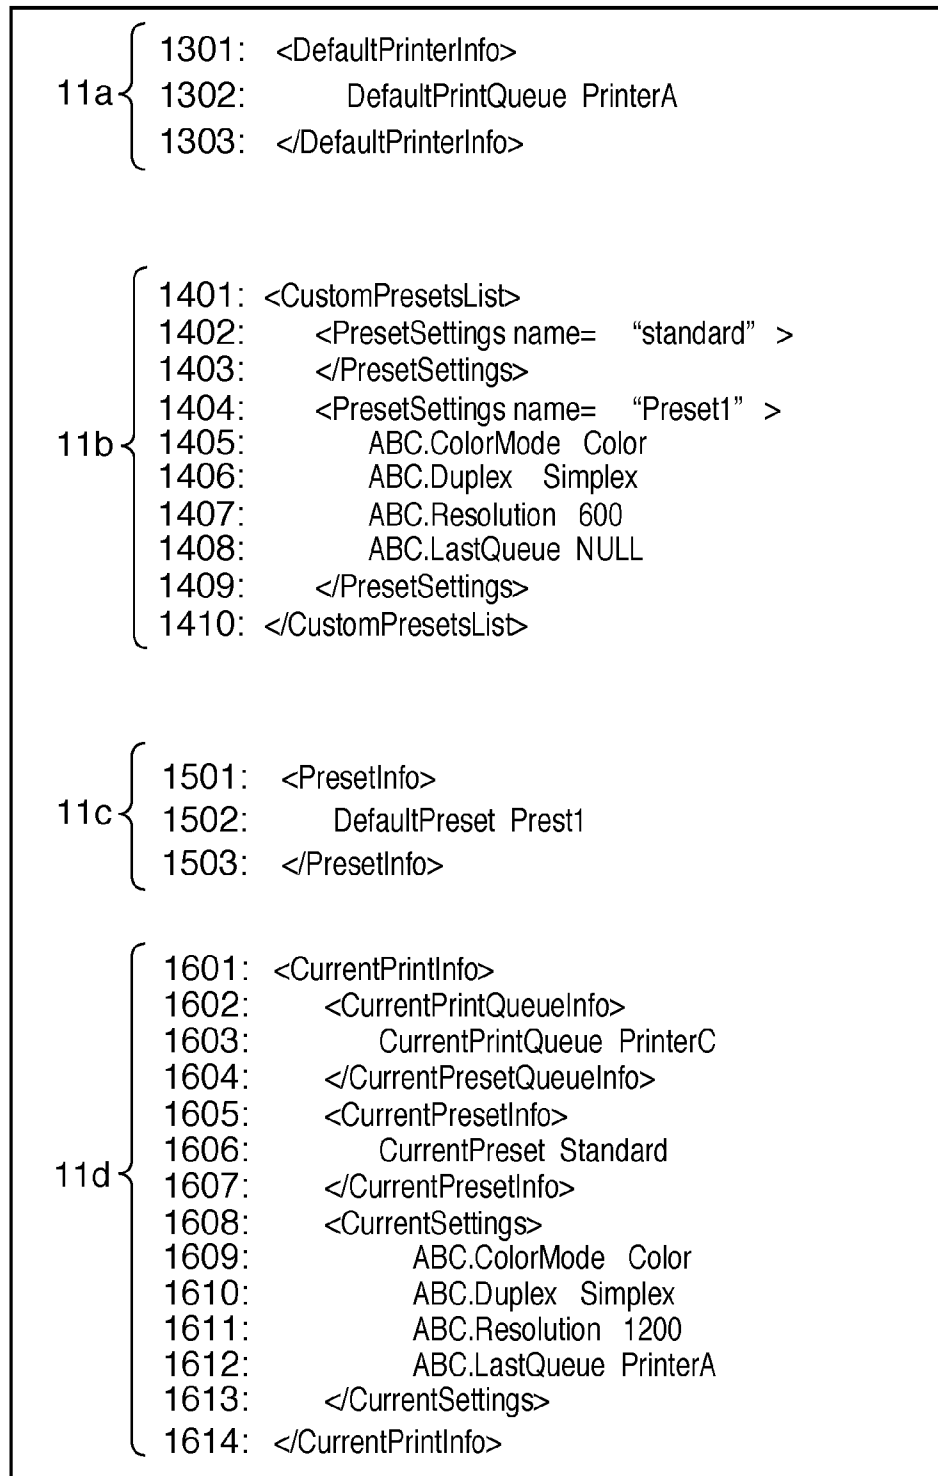 1301: <DefaultPrinterInfo>
11a 1302: DefaultPrintQueue PrinterA
1303: </DefaultPrinterInfo>
1401: <CustomPresetsList>
1402: <PresetSettings name= “standard” >
1403: </PresetSettings>
1404: <PresetSettings name= “Preset1” >
11b 1405: ABC.ColorMode Color
1406: ABC.Duplex Simplex
1407: ABC.Resolution 600
1408: ABC.LastQueue NULL
1409: </PresetSettings>
1410: </CustomPresetsList>
1501: <PresetInfo>
11c 1502: DefaultPreset Prest1
1503: </PresetInfo>
1601: <CurrentPrintInfo>
1602: <CurrentPrintQueueInfo>
1603: CurrentPrintQueue PrinterC
1604: </CurrentPresetQueueInfo>
1605: <CurrentPresetInfo>
1606: CurrentPreset Standard
11d 1607: </CurrentPresetInfo>
1608: <CurrentSettings>
1609: ABC.ColorMode Color
1610: ABC.Duplex Simplex
1611: ABC.Resolution 1200
1612: ABC.LastQueue PrinterA
1613: </CurrentSettings>
1614: </CurrentPrintInfo>